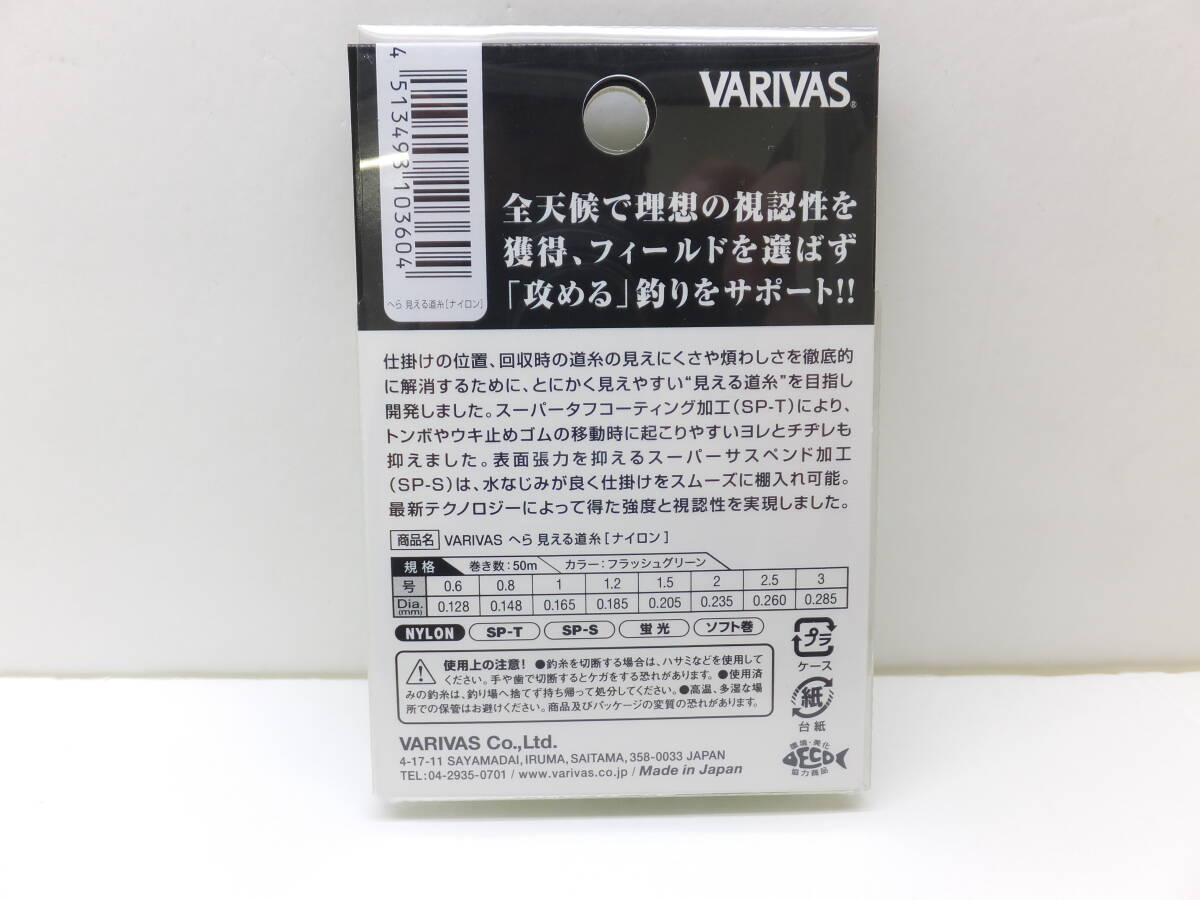 4 513493 103604
へら 見える道糸[ナイロン]
VARIVAS®
全天候で理想の視認性を
獲得、フィールドを選ばず
「攻める」釣りをサポート!!
仕掛けの位置、回収時の道糸の見えにくさや煩わしさを徹底的
に解消するために、とにかく見えやすい“見える道糸”を目指し
開発しました。スーパータフコーティング加工(SP-T)により、
トンボやウキ止めゴムの移動時に起こりやすいヨレとチヂレも
抑えました。表面張力を抑えるスーパーサスペンド加工
(SP-S)は、水なじみが良く仕掛けをスムーズに棚入れ可能。
最新テクノロジーによって得た強度と視認性を実現しました。
商品名 VARIVAS へら 見える道糸[ナイロン]
規格 巻き数:50m カラー:フラッシュグリーン
号 0.6 0.8 1 1.2 1.5 2 2.5 3
Dia.(mm) 0.128 0.148 0.165 0.185 0.205 0.235 0.260 0.285
NYLON SP-T SP-S 蛍光 ソフト巻
使用上の注意! ●釣糸を切断する場合は、ハサミなどを使用して
ください。手や歯で切断するとケガをする恐れがあります。●使用済
みの釣糸は、釣り場へ捨てず持ち帰って処分してください。●高温、多湿な場
所での保管はお避けください。商品及びパッケージの変質の恐れがあります。
プラ
ケース
紙
台紙
環境・美化
ECO
協力商品
VARIVAS Co.,Ltd.
4-17-11 SAYAMADAI, IRUMA, SAITAMA, 358-0033 JAPAN
TEL:04-2935-0701 / www.varivas.co.jp / Made in Japan